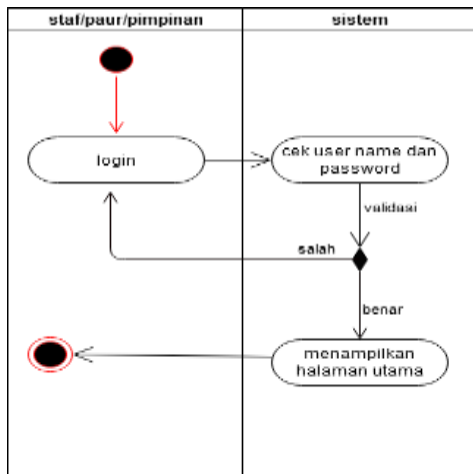 staf/paur/pimpinan
sistem
login
cek user name dan
password
validasi
salah
benar
menampilkan
halaman utama